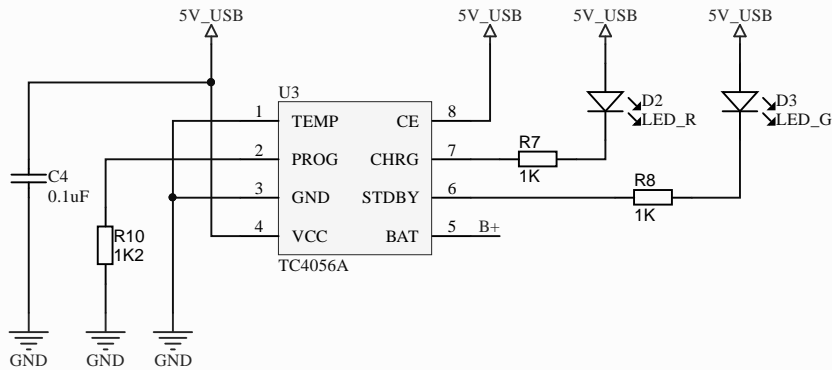 5V_USB
5V_USB
5V_USB
5V_USB
U3
1
TEMP
CE
8
D2
LED_R
D3
LED_G
2
PROG
CHRG
7
R7
1K
C4
0.1uF
3
GND
STDBY
6
R8
1K
R10
1K2
4
VCC
BAT
5
B+
TC4056A
GND
GND
GND